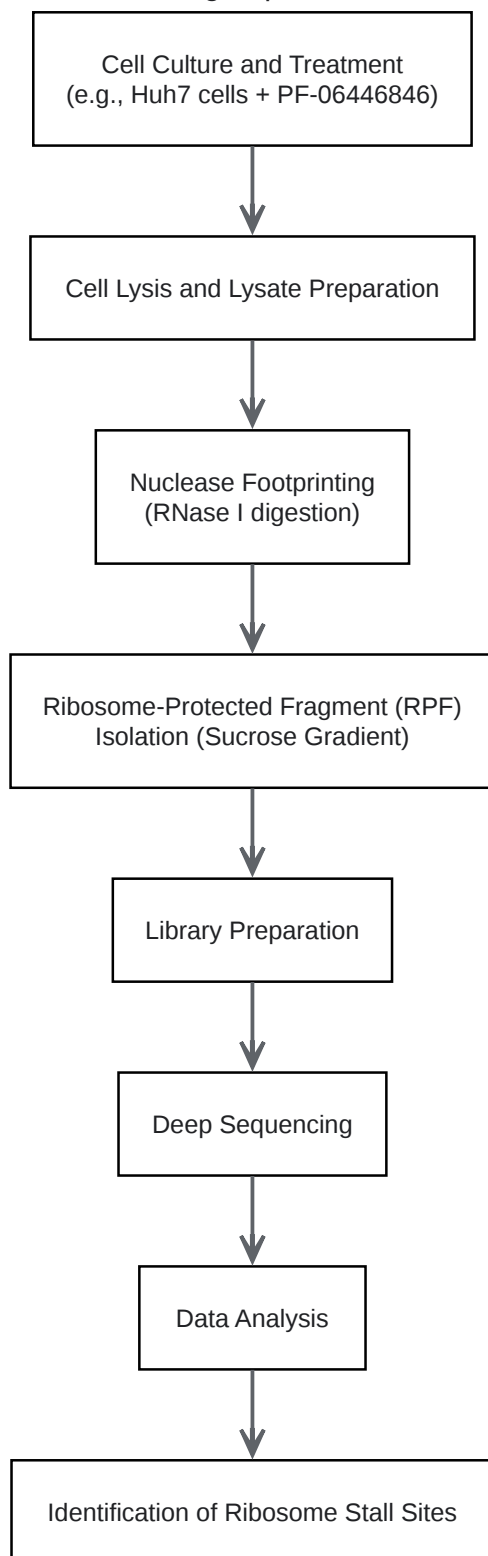 Cell Culture and Treatment
(e.g., Huh7 cells + PF-06446846)
Cell Lysis and Lysate Preparation
Nuclease Footprinting
(RNase I digestion)
Ribosome-Protected Fragment (RPF)
Isolation (Sucrose Gradient)
Library Preparation
Deep Sequencing
Data Analysis
Identification of Ribosome Stall Sites